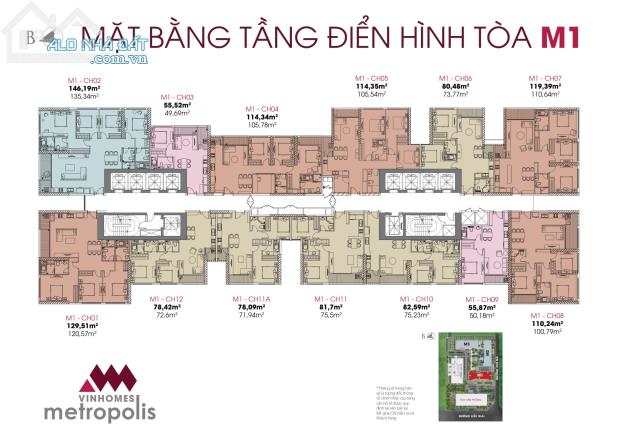 B
ALO NHÀ ĐẤT
MẶT BẰNG TẦNG ĐIỂN HÌNH TÒA M1
M1 - CH02
146,19m²
135,34m²
M1 - CH03
55,52m²
49,69m²
M1 - CH04
114,34m²
105,78m²
M1 - CH05
114,35m²
105,54m²
M1 - CH06
80,48m²
73,77m²
M1 - CH07
119,39m²
110,64m²
M1 - CH01
129,51m²
120,57m²
M1 - CH12
78,42m²
72,6m²
M1 - CH11A
78,09m²
71,94m²
M1 - CH11
81,7m²
75,5m²
M1 - CH10
82,59m²
75,23m²
M1 - CH09
55,87m²
50,18m²
M1 - CH08
110,24m²
100,79m²
VINHOMES
metropolis
B